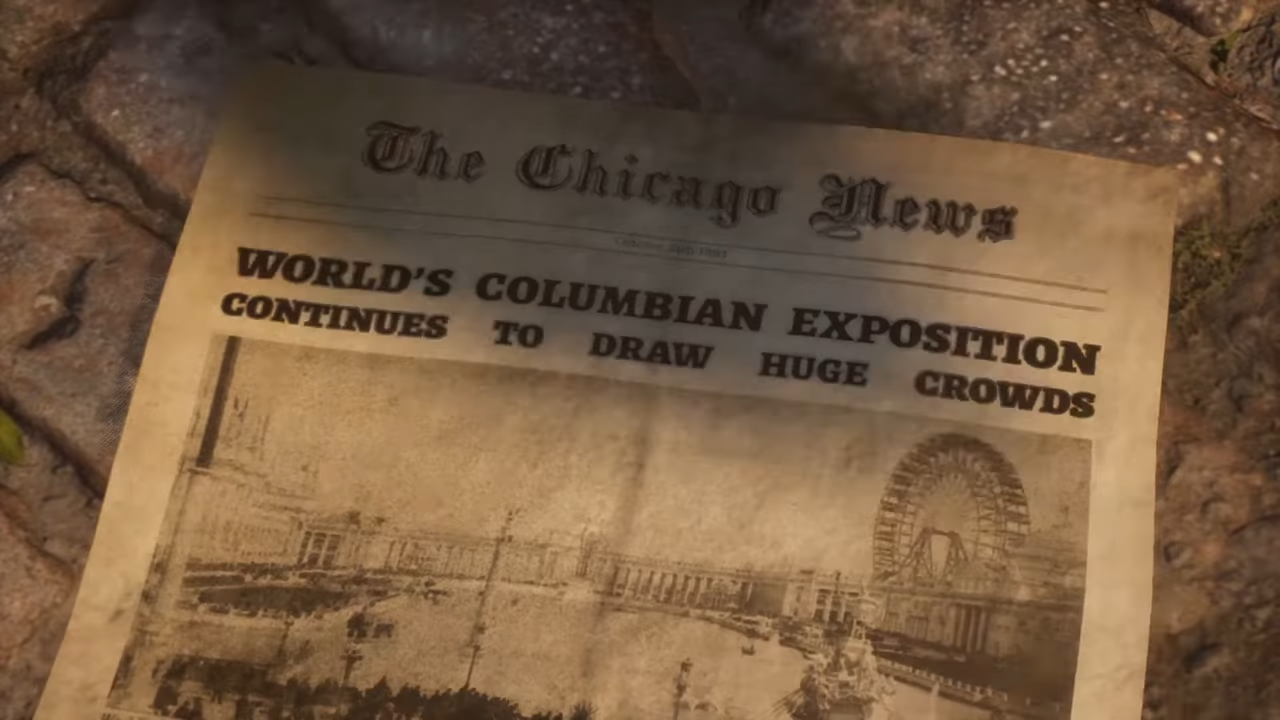 The Chicago News
WORLD'S COLUMBIAN EXPOSITION
CONTINUES TO DRAW HUGE CROWDS